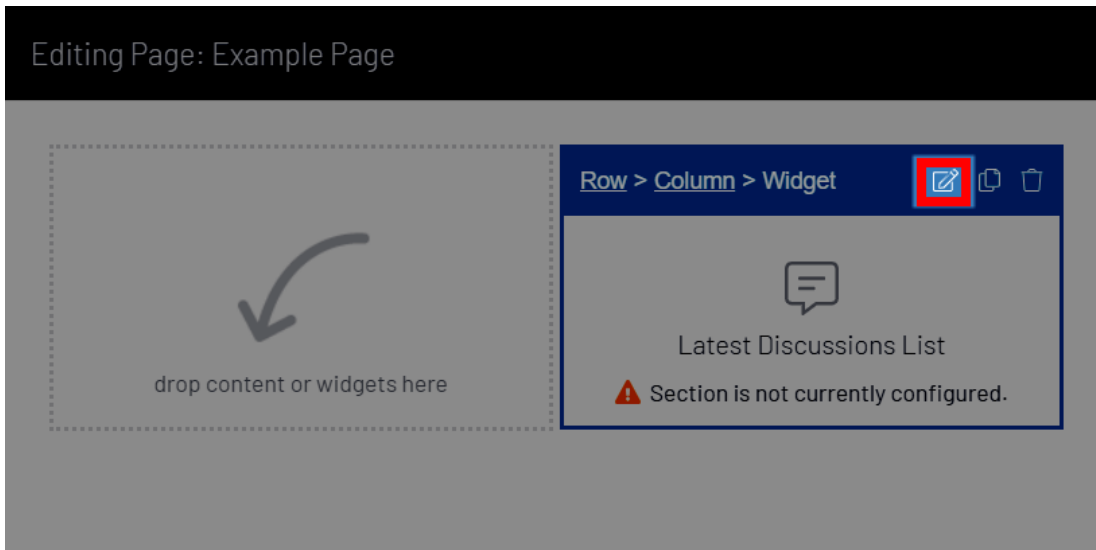 Editing Page: Example Page
Row > Column > Widget
Latest Discussions List
drop content or widgets here
Section is not currently configured.